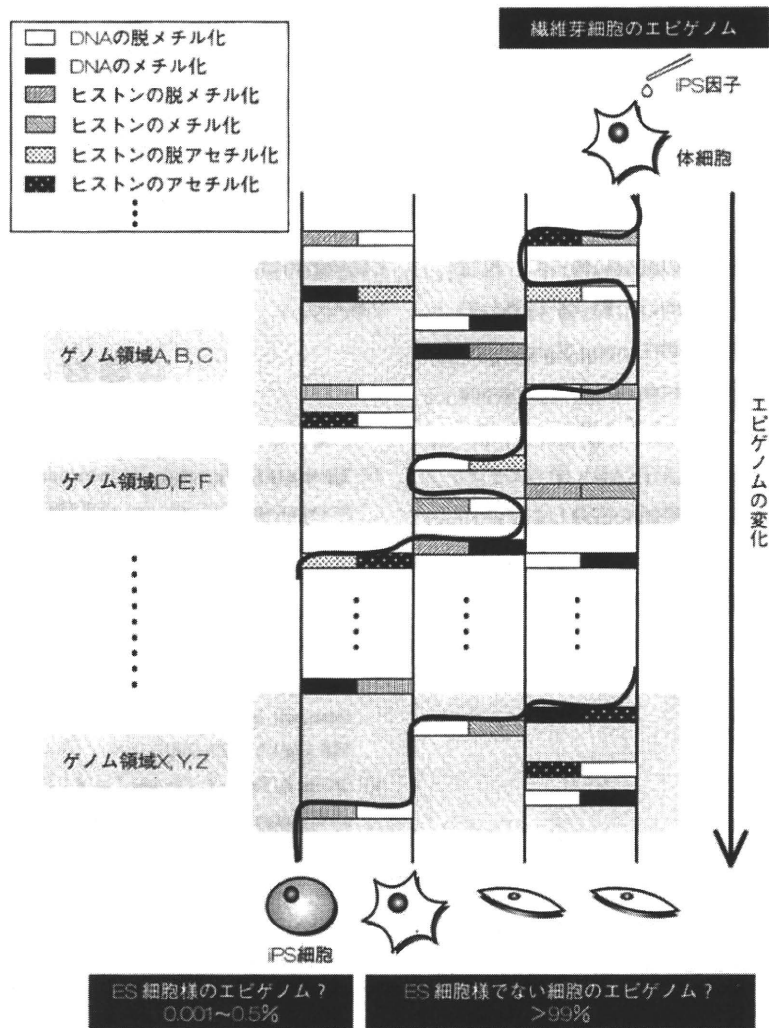 DNAの脱メチル化
DNAのメチル化
ヒストンの脱メチル化
ヒストンのメチル化
ヒストンの脱アセチル化
ヒストンのアセチル化
繊維芽細胞のエピゲノム
iPS因子
体細胞
ゲノム領域A, B, C
ゲノム領域D, E, F
ゲノム領域X, Y, Z
エピゲノムの変化
iPS細胞
ES 細胞様のエピゲノム?
0.001〜0.5%
ES 細胞様でない細胞のエピゲノム?
>99%